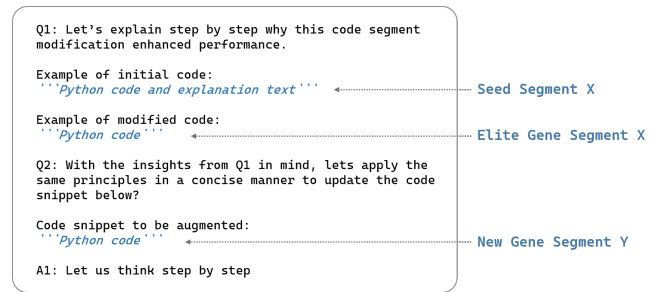 Q1: Let's explain step by step why this code segment
modification enhanced performance.
Example of initial code:
```Python code and explanation text```
Seed Segment X
Example of modified code:
```Python code```
Elite Gene Segment X
Q2: With the insights from Q1 in mind, lets apply the
same principles in a concise manner to update the code
snippet below?
Code snippet to be augmented:
```Python code```
New Gene Segment Y
A1: Let us think step by step